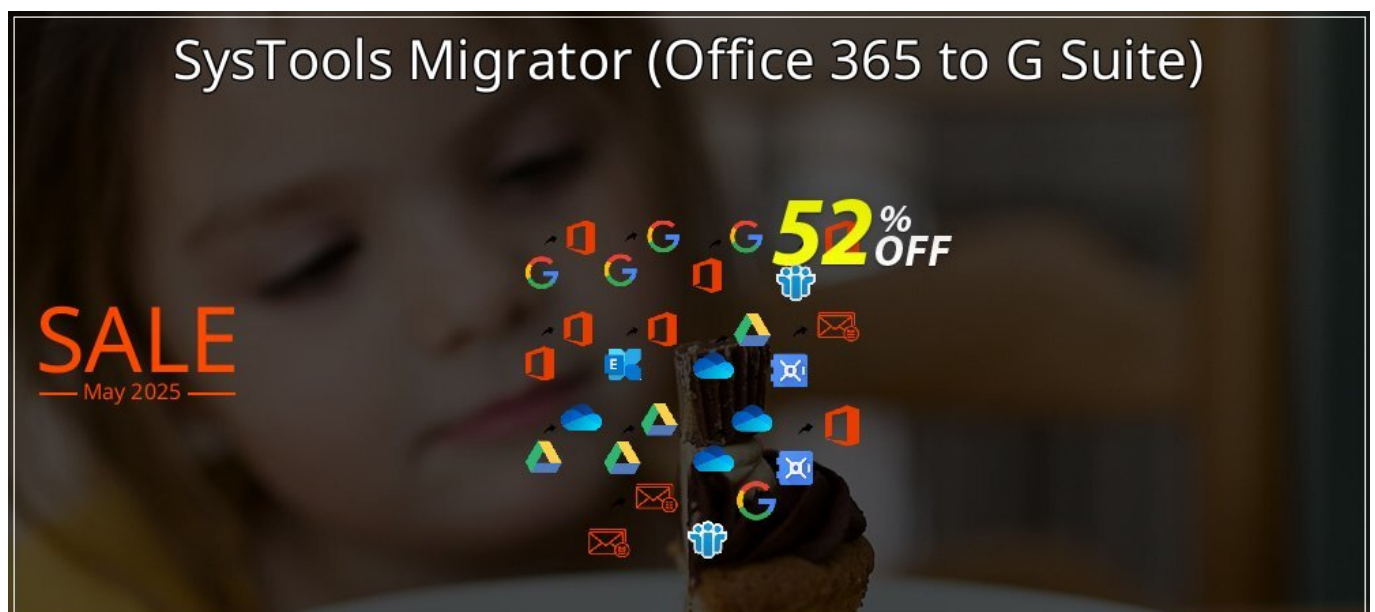 SysTools Migrator (Office 365 to G Suite)
52% OFF
SALE
May 2025
E